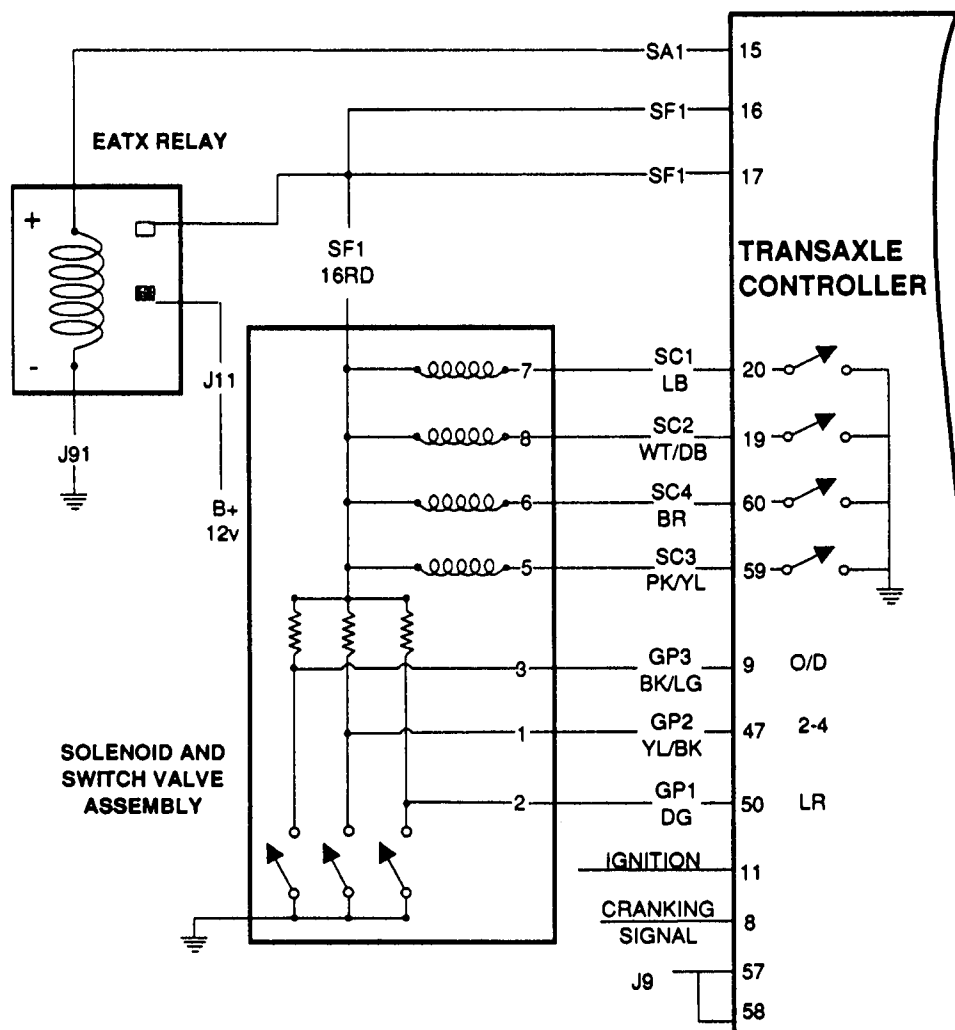 SA1 15
SF1 16
EATX RELAY
SF1 17
+
-
SF1
16RD
TRANSAXLE
CONTROLLER
J11
J91
B+
12v
7 SC1 20
LB
8 SC2 19
WT/DB
6 SC4 60
BR
5 SC3 59
PK/YL
3 GP3 9 O/D
BK/LG
1 GP2 47 2-4
YL/BK
2 GP1 50 LR
DG
SOLENOID AND
SWITCH VALVE
ASSEMBLY
IGNITION 11
CRANKING 8
SIGNAL
J9 57
58